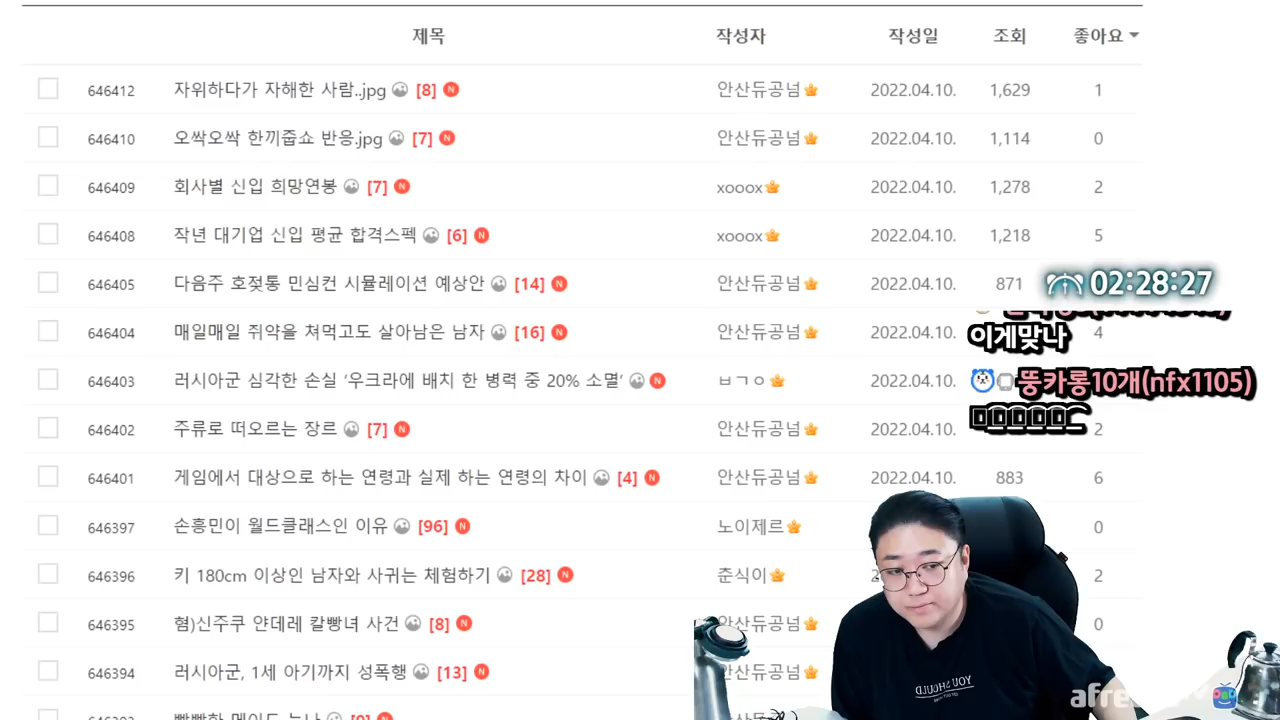 제목 작성자 작성일 조회 좋아요
646412 자위하다가 자해한 사람..jpg [8] N 안산듀공넘 2022.04.10. 1,629 1
646410 오싹오싹 한끼줍쇼 반응.jpg [7] N 안산듀공넘 2022.04.10. 1,114 0
646409 회사별 신입 희망연봉 [7] N xooox 2022.04.10. 1,278 2
646408 작년 대기업 신입 평균 합격스펙 [6] N xooox 2022.04.10. 1,218 5
646405 다음주 호젖통 민심컨 시뮬레이션 예상안 [14] N 안산듀공넘 2022.04.10. 871
02:28:27
646404 매일매일 쥐약을 쳐먹고도 살아남은 남자 [16] N 안산듀공넘 2022.04.10. 4
이게맞나
646403 러시아군 심각한 손실 ‘우크라에 배치 한 병력 중 20% 소멸’ N ㅂㄱㅇ 2022.04.10.
뚱카롱10개(nfx1105)
646402 주류로 떠오르는 장르 [7] N 안산듀공넘 2022.04.10. 2
646401 게임에서 대상으로 하는 연령과 실제 하는 연령의 차이 [4] N 안산듀공넘 2022.04.10. 883 6
646397 손흥민이 월드클래스인 이유 [96] N 노이제르 0
646396 키 180cm 이상인 남자와 사귀는 체험하기 [28] N 춘식이 2
646395 혐)신주쿠 얀데레 칼빵녀 사건 [8] N 안산듀공넘 0
646394 러시아군, 1세 아기까지 성폭행 [13] N 안산듀공넘
YOU SHOULD
afree